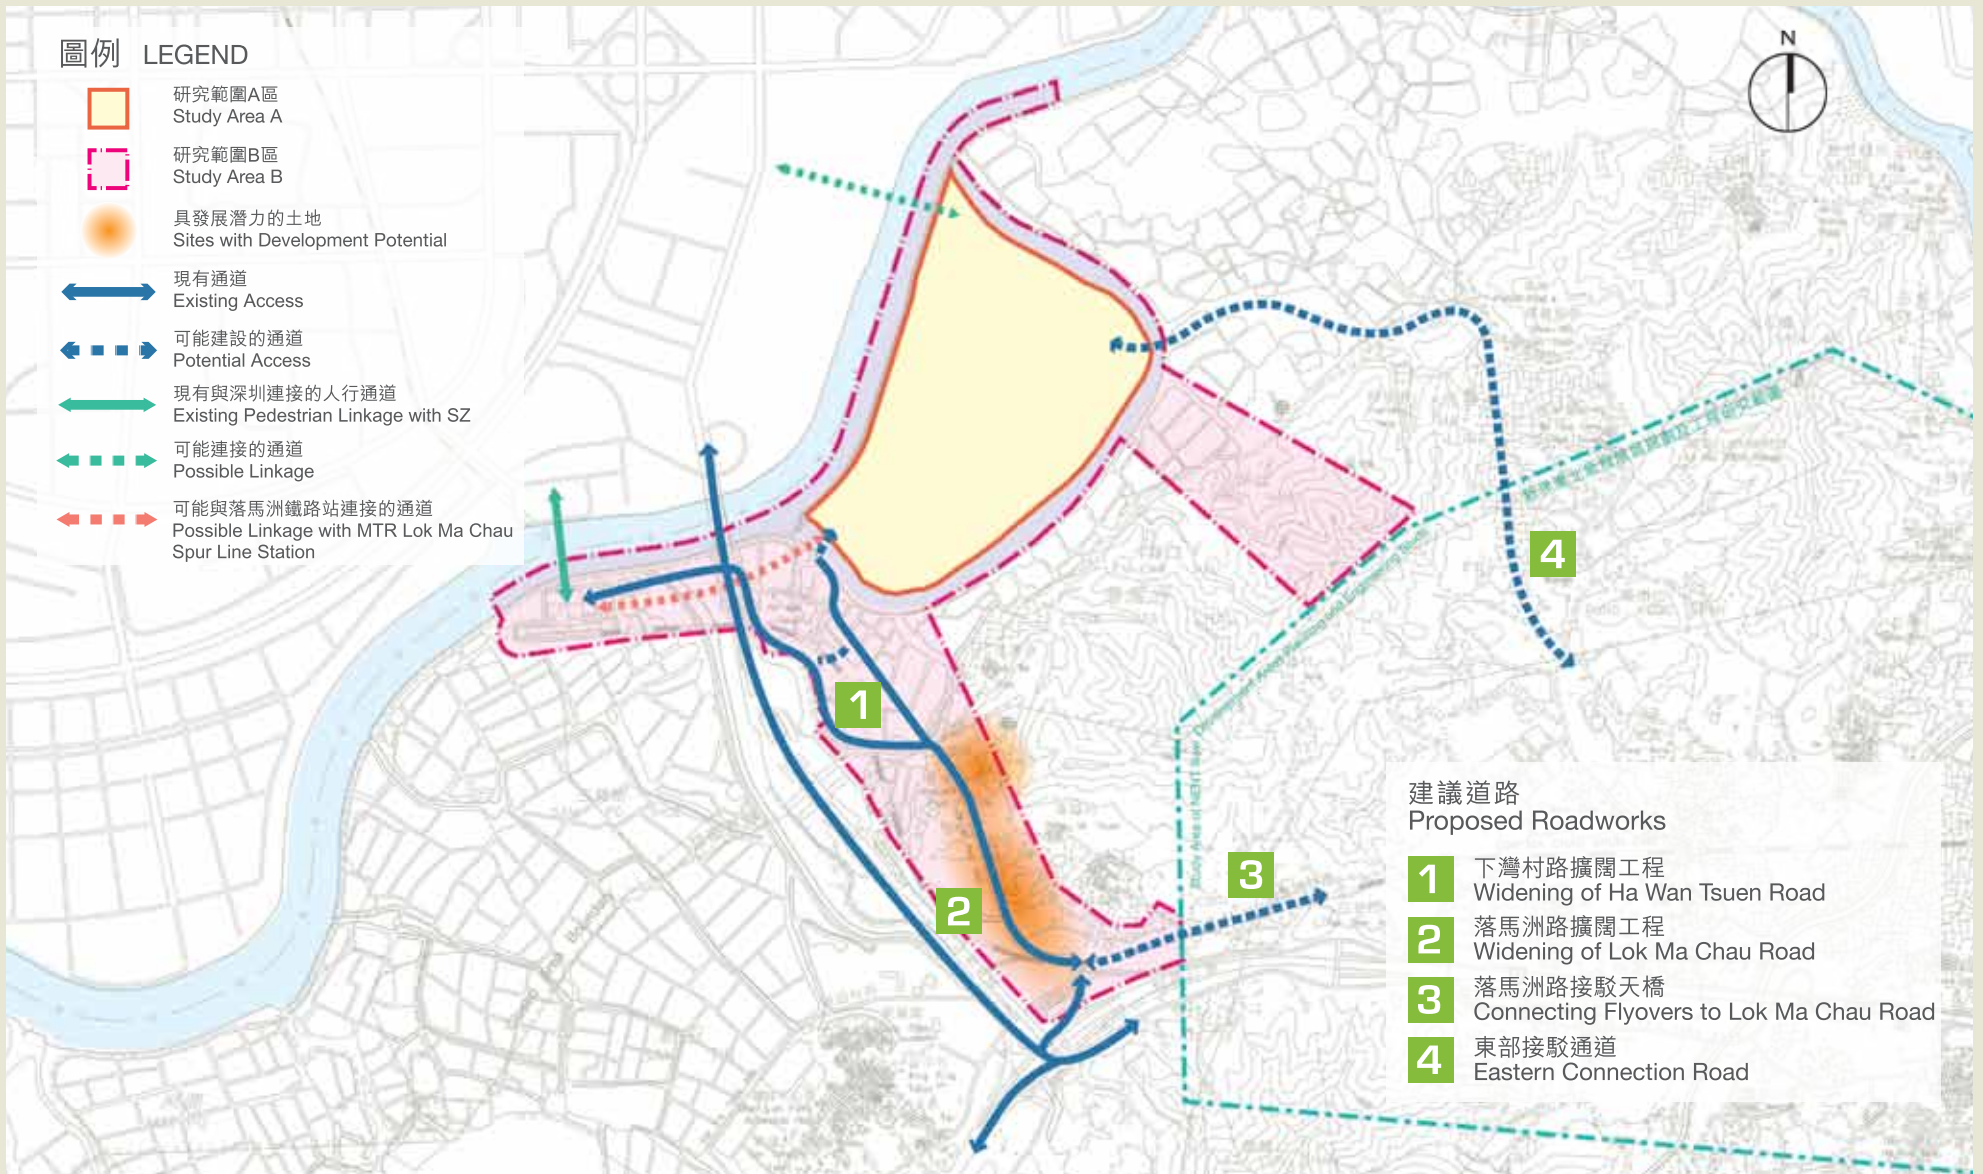 圖例 LEGEND
研究範圍A區
Study Area A
研究範圍B區
Study Area B
具發展潛力的土地
Sites with Development Potential
現有通道
Existing Access
可能建設的通道
Potential Access
現有與深圳連接的人行通道
Existing Pedestrian Linkage with SZ
可能連接的通道
Possible Linkage
可能與落馬洲鐵路站連接的通道
Possible Linkage with MTR Lok Ma Chau
Spur Line Station
N
4
1
3
2
建議道路
Proposed Roadworks
1 下灣村路擴闊工程
Widening of Ha Wan Tsuen Road
2 落馬洲路擴闊工程
Widening of Lok Ma Chau Road
3 落馬洲路接駁天橋
Connecting Flyovers to Lok Ma Chau Road
4 東部接駁通道
Eastern Connection Road